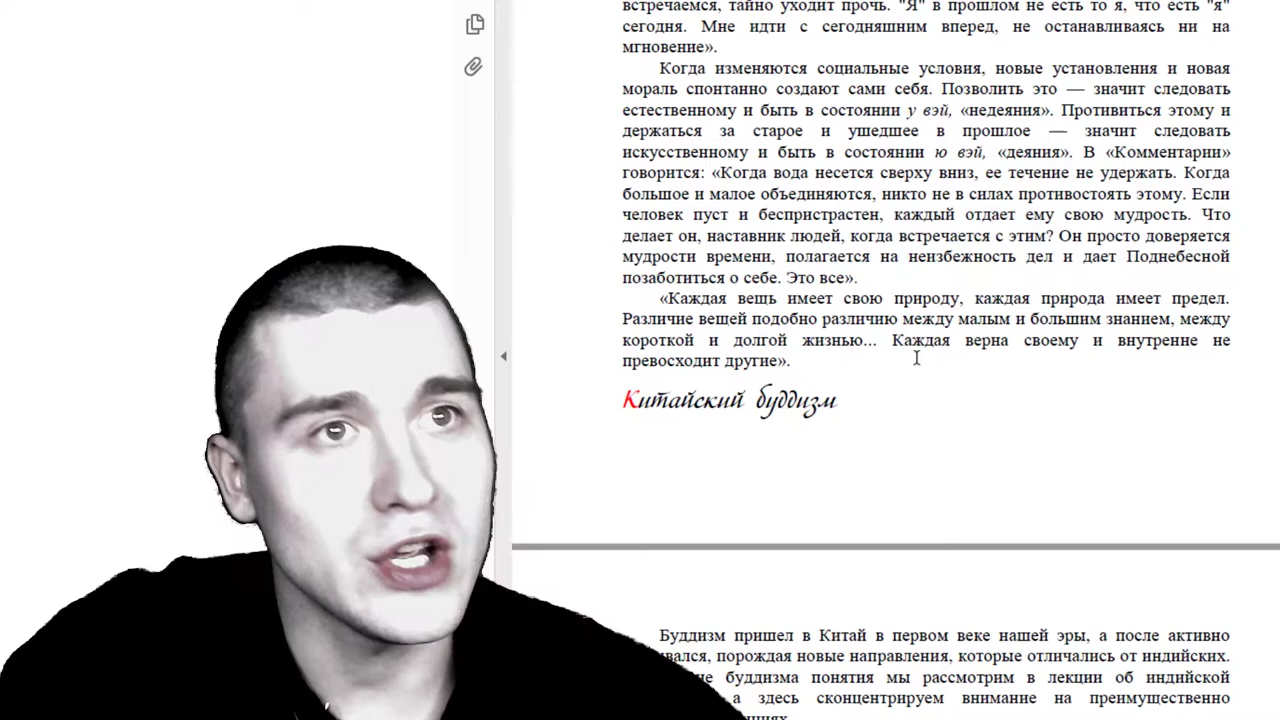 встречаемся, тайно уходит прочь. "Я" в прошлом не есть то я, что есть "я"
сегодня. Мне идти с сегодняшним вперед, не останавливаясь ни на
мгновение».
Когда изменяются социальные условия, новые установления и новая
мораль спонтанно создают сами себя. Позволить это — значит следовать
естественному и быть в состоянии у вэй, «недеяния». Противиться этому и
держаться за старое и ушедшее в прошлое — значит следовать
искусственному и быть в состоянии ю вэй, «деяния». В «Комментарии»
говорится: «Когда вода несется сверху вниз, ее течение не удержать. Когда
большое и малое объединяются, никто не в силах противостоять этому. Если
человек пуст и беспристрастен, каждый отдает ему свою мудрость. Что
делает он, наставник людей, когда встречается с этим? Он просто доверяется
мудрости времени, полагается на неизбежность дел и дает Поднебесной
позаботиться о себе. Это все».
«Каждая вещь имеет свою природу, каждая природа имеет предел.
Различие вещей подобно различию между малым и большим знанием, между
короткой и долгой жизнью... Каждая верна своему и внутренне не
превосходит другие».
Китайский буддизм
Буддизм пришел в Китай в первом веке нашей эры, а после активно
порождая новые направления, которые отличались от индийских.
буддизма понятия мы рассмотрим в лекции об индийской
а здесь сконцентрируем внимание на преимущественно